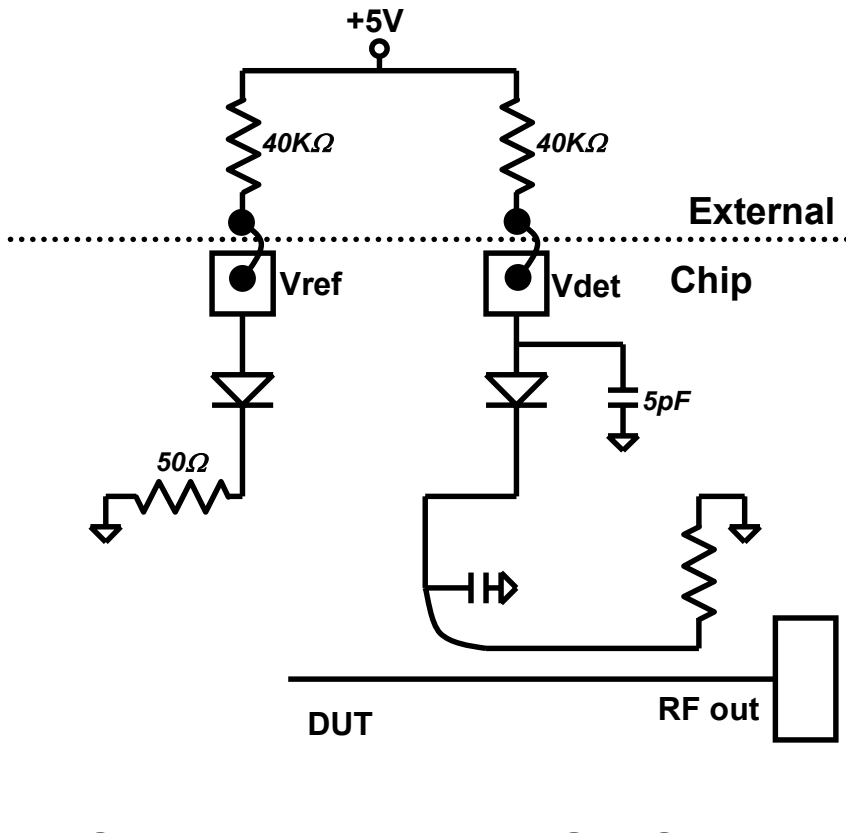 +5V
40KΩ
40KΩ
External
Vref
Vdet
Chip
5pF
50Ω
RF out
DUT